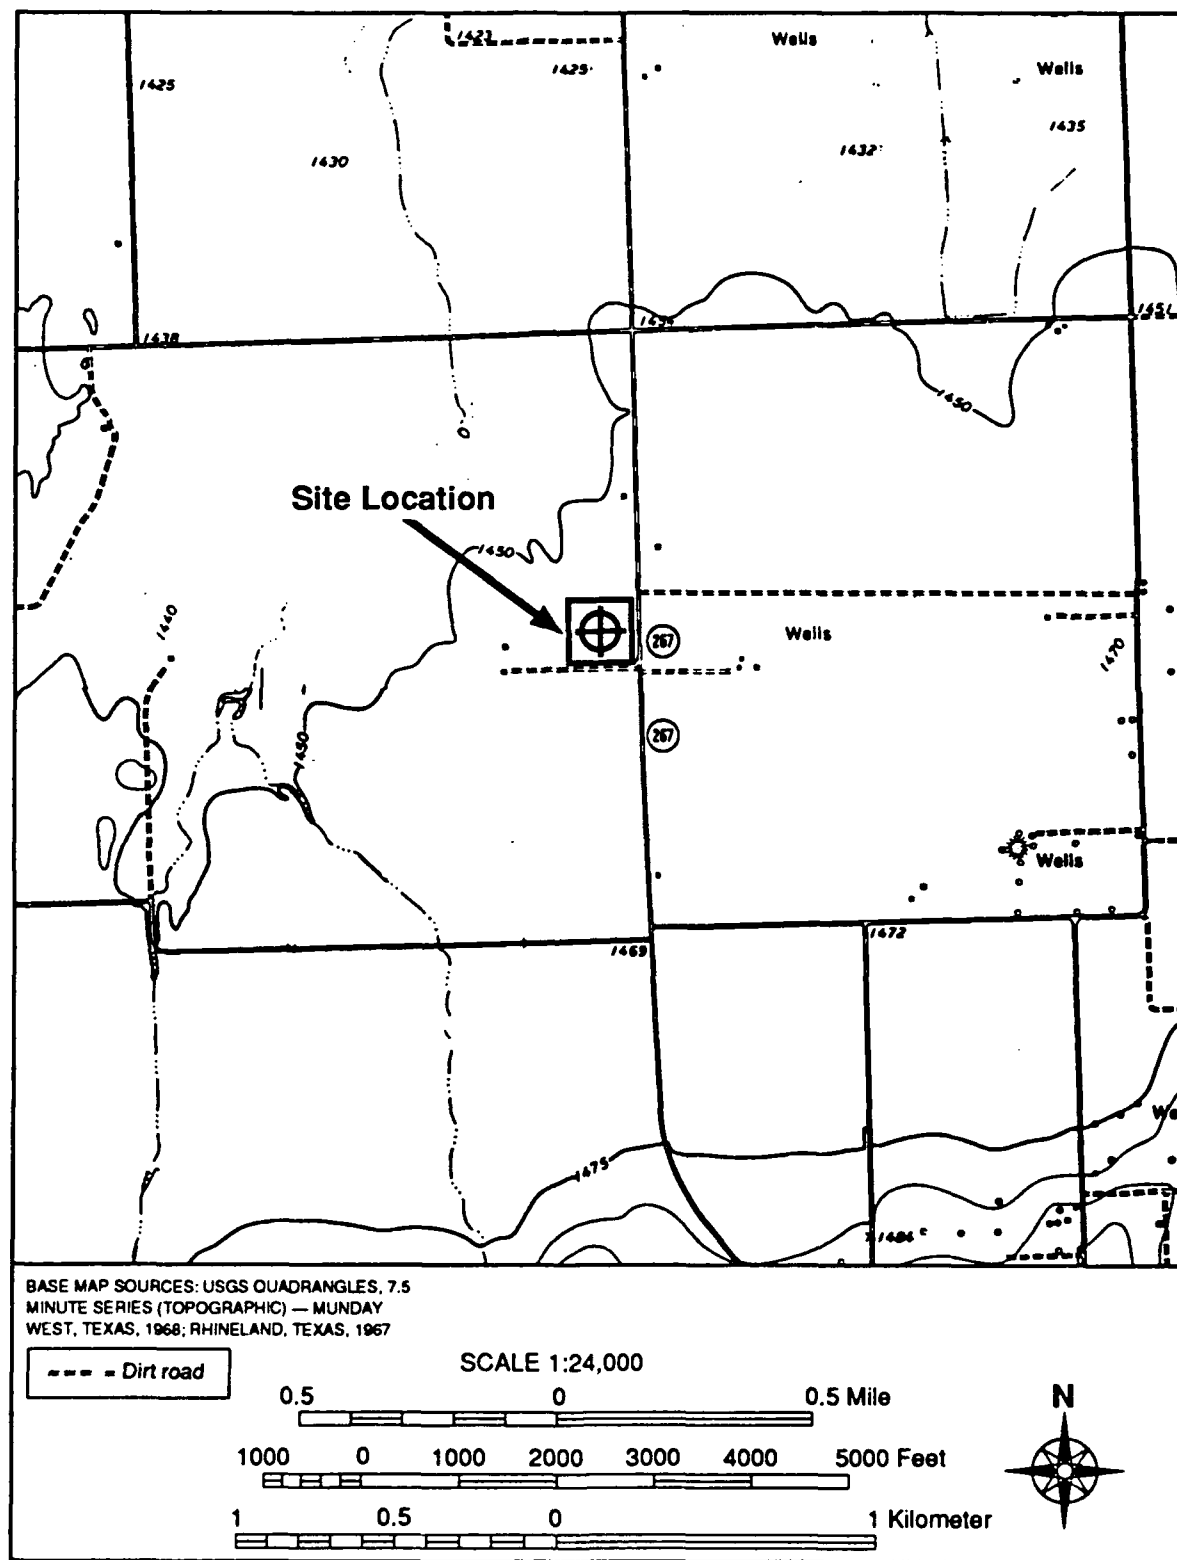 1423
Wells
1425
Wells
1425
1435
1432
1430
1451
1438
1450
Site Location
1450
1440
267
Wells
1470
267
1450
Wells
1472
1469
1475
1484
BASE MAP SOURCES: USGS QUADRANGLES, 7.5
MINUTE SERIES (TOPOGRAPHIC) — MUNDAY
WEST, TEXAS, 1968; RHINELAND, TEXAS, 1967
Dirt road
SCALE 1:24,000
0.5 0 0.5 Mile
N
1000 0 1000 2000 3000 4000 5000 Feet
1 0.5 0 1 Kilometer